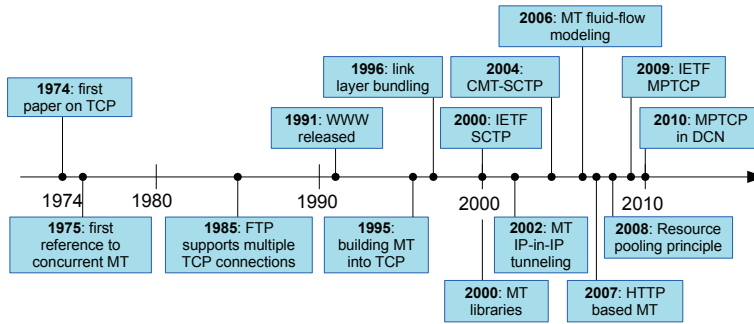 2006: MT fluid-flow
modeling
1974: first
paper on TCP
1996: link
layer bundling
2004:
CMT-SCTP
2009: IETF
MPTCP
1991: WWW
released
2000: IETF
SCTP
2010: MPTCP
in DCN
1974
1980
1990
2000
2010
1975: first
reference to
concurrent MT
1985: FTP
supports multiple
TCP connections
1995:
building MT
into TCP
2002: MT
IP-in-IP
tunneling
2008: Resource
pooling principle
2000: MT
libraries
2007: HTTP
based MT